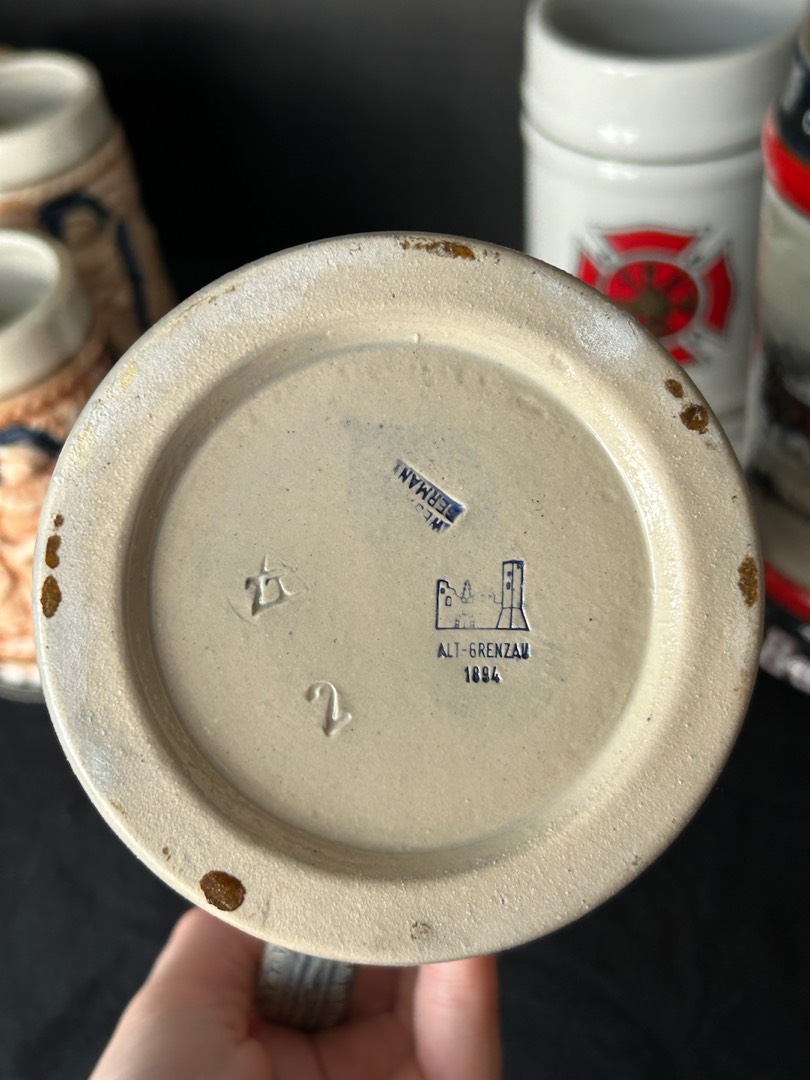 WEST
GERMANY
ALT-GRENZAU
1894
2